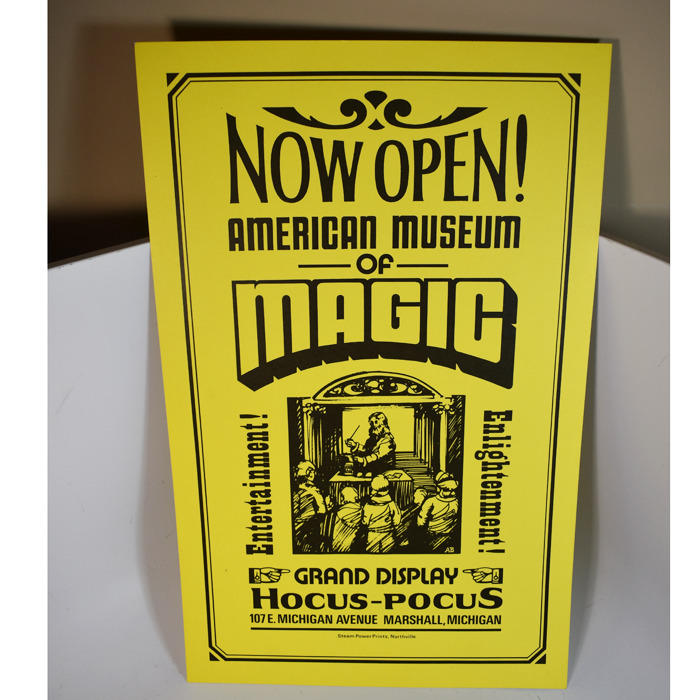 NOW OPEN!
AMERICAN MUSEUM
OF
MAGIC
Entertainment!
Enlightenment!
AB
GRAND DISPLAY
HOCUS-POCUS
107 E. MICHIGAN AVENUE MARSHALL, MICHIGAN
Steam Power Prints, Northville